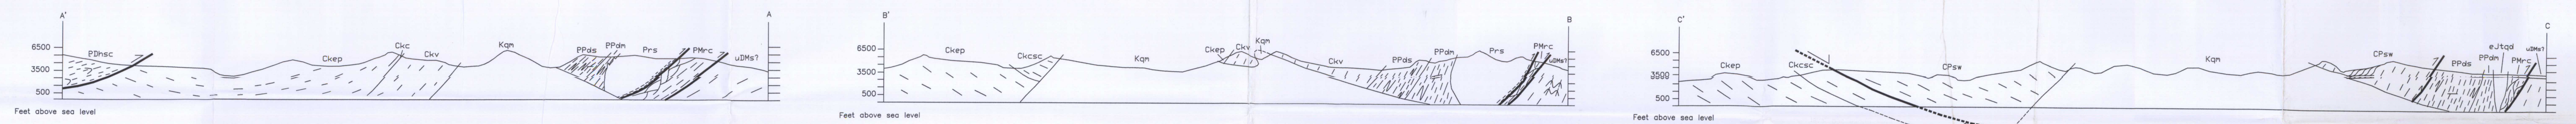 A' A
6500
3500
500
PDhsc Ckep Ckc Ckv Kqm PPds PPdm Prs PMrc uDMs?
Feet above sea level
B' B
6500
3500
500
Ckep Ckcsc Kqm Ckep Ckv Kqm Ckv PPds PPdm Prs PMrc uDMs?
Feet above sea level
C' C
6500
3500
500
Ckep Ckcsc CPsw Kqm CPsw PPds PPdm eJtqd PMrc uDMs?
Feet above sea level